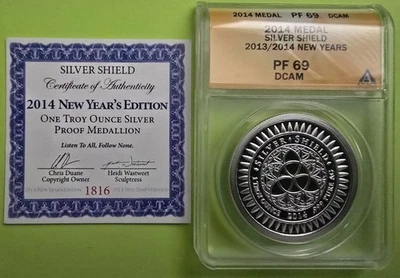 SILVER SHIELD
Certificate of Authenticity
2014 NEW YEAR'S EDITION
ONE TROY OUNCE SILVER
PROOF MEDALLION
Listen To All, Follow None.
Chris Duane
Copyright Owner
Heidi Wastweet
Sculptress
1816
2014 MEDAL PF 69 DCAM
2014 MEDAL
SILVER SHIELD
2013/2014 NEW YEARS
PF 69
DCAM
SILVER SHIELD
2014